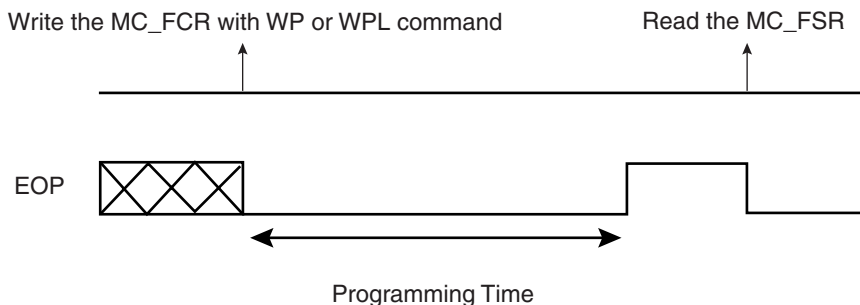 Write the MC_FCR with WP or WPL command
Read the MC_FSR
EOP
Programming Time